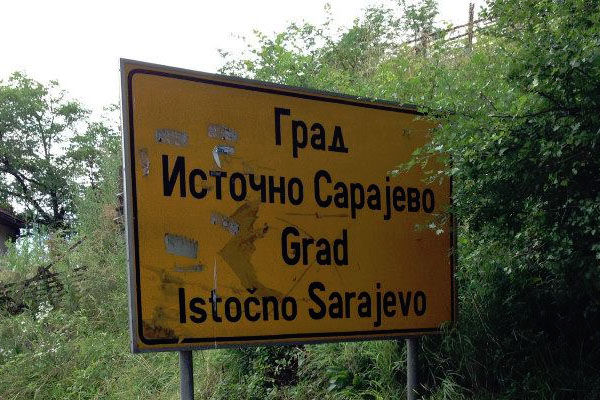 Град
Источно Сарајево
Grad
Istočno Sarajevo